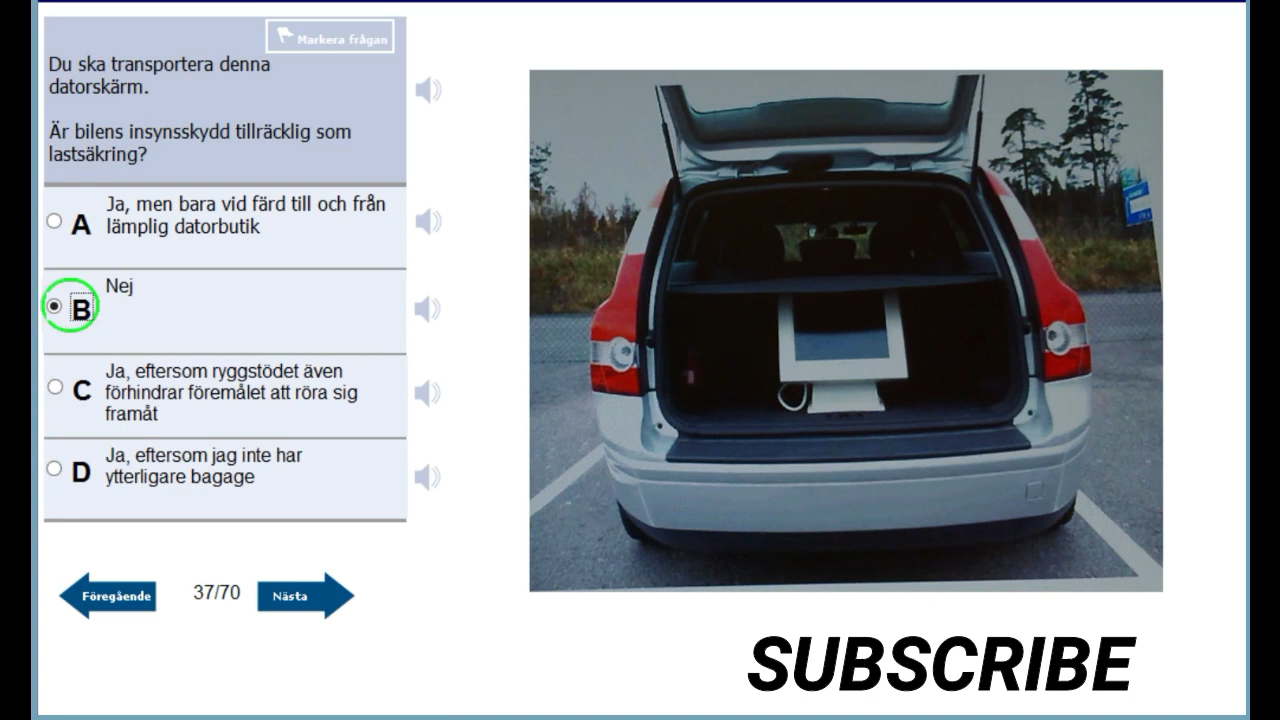 Markera frågan
Du ska transportera denna
datorskärm.
Är bilens insynsskydd tillräcklig som
lastsäkring?
A
Ja, men bara vid färd till och från
lämplig datorbutik
B
Nej
C
Ja, eftersom ryggstödet även
förhindrar föremålet att röra sig
framåt
D
Ja, eftersom jag inte har
ytterligare bagage
Föregående
37/70
Nästa
SUBSCRIBE